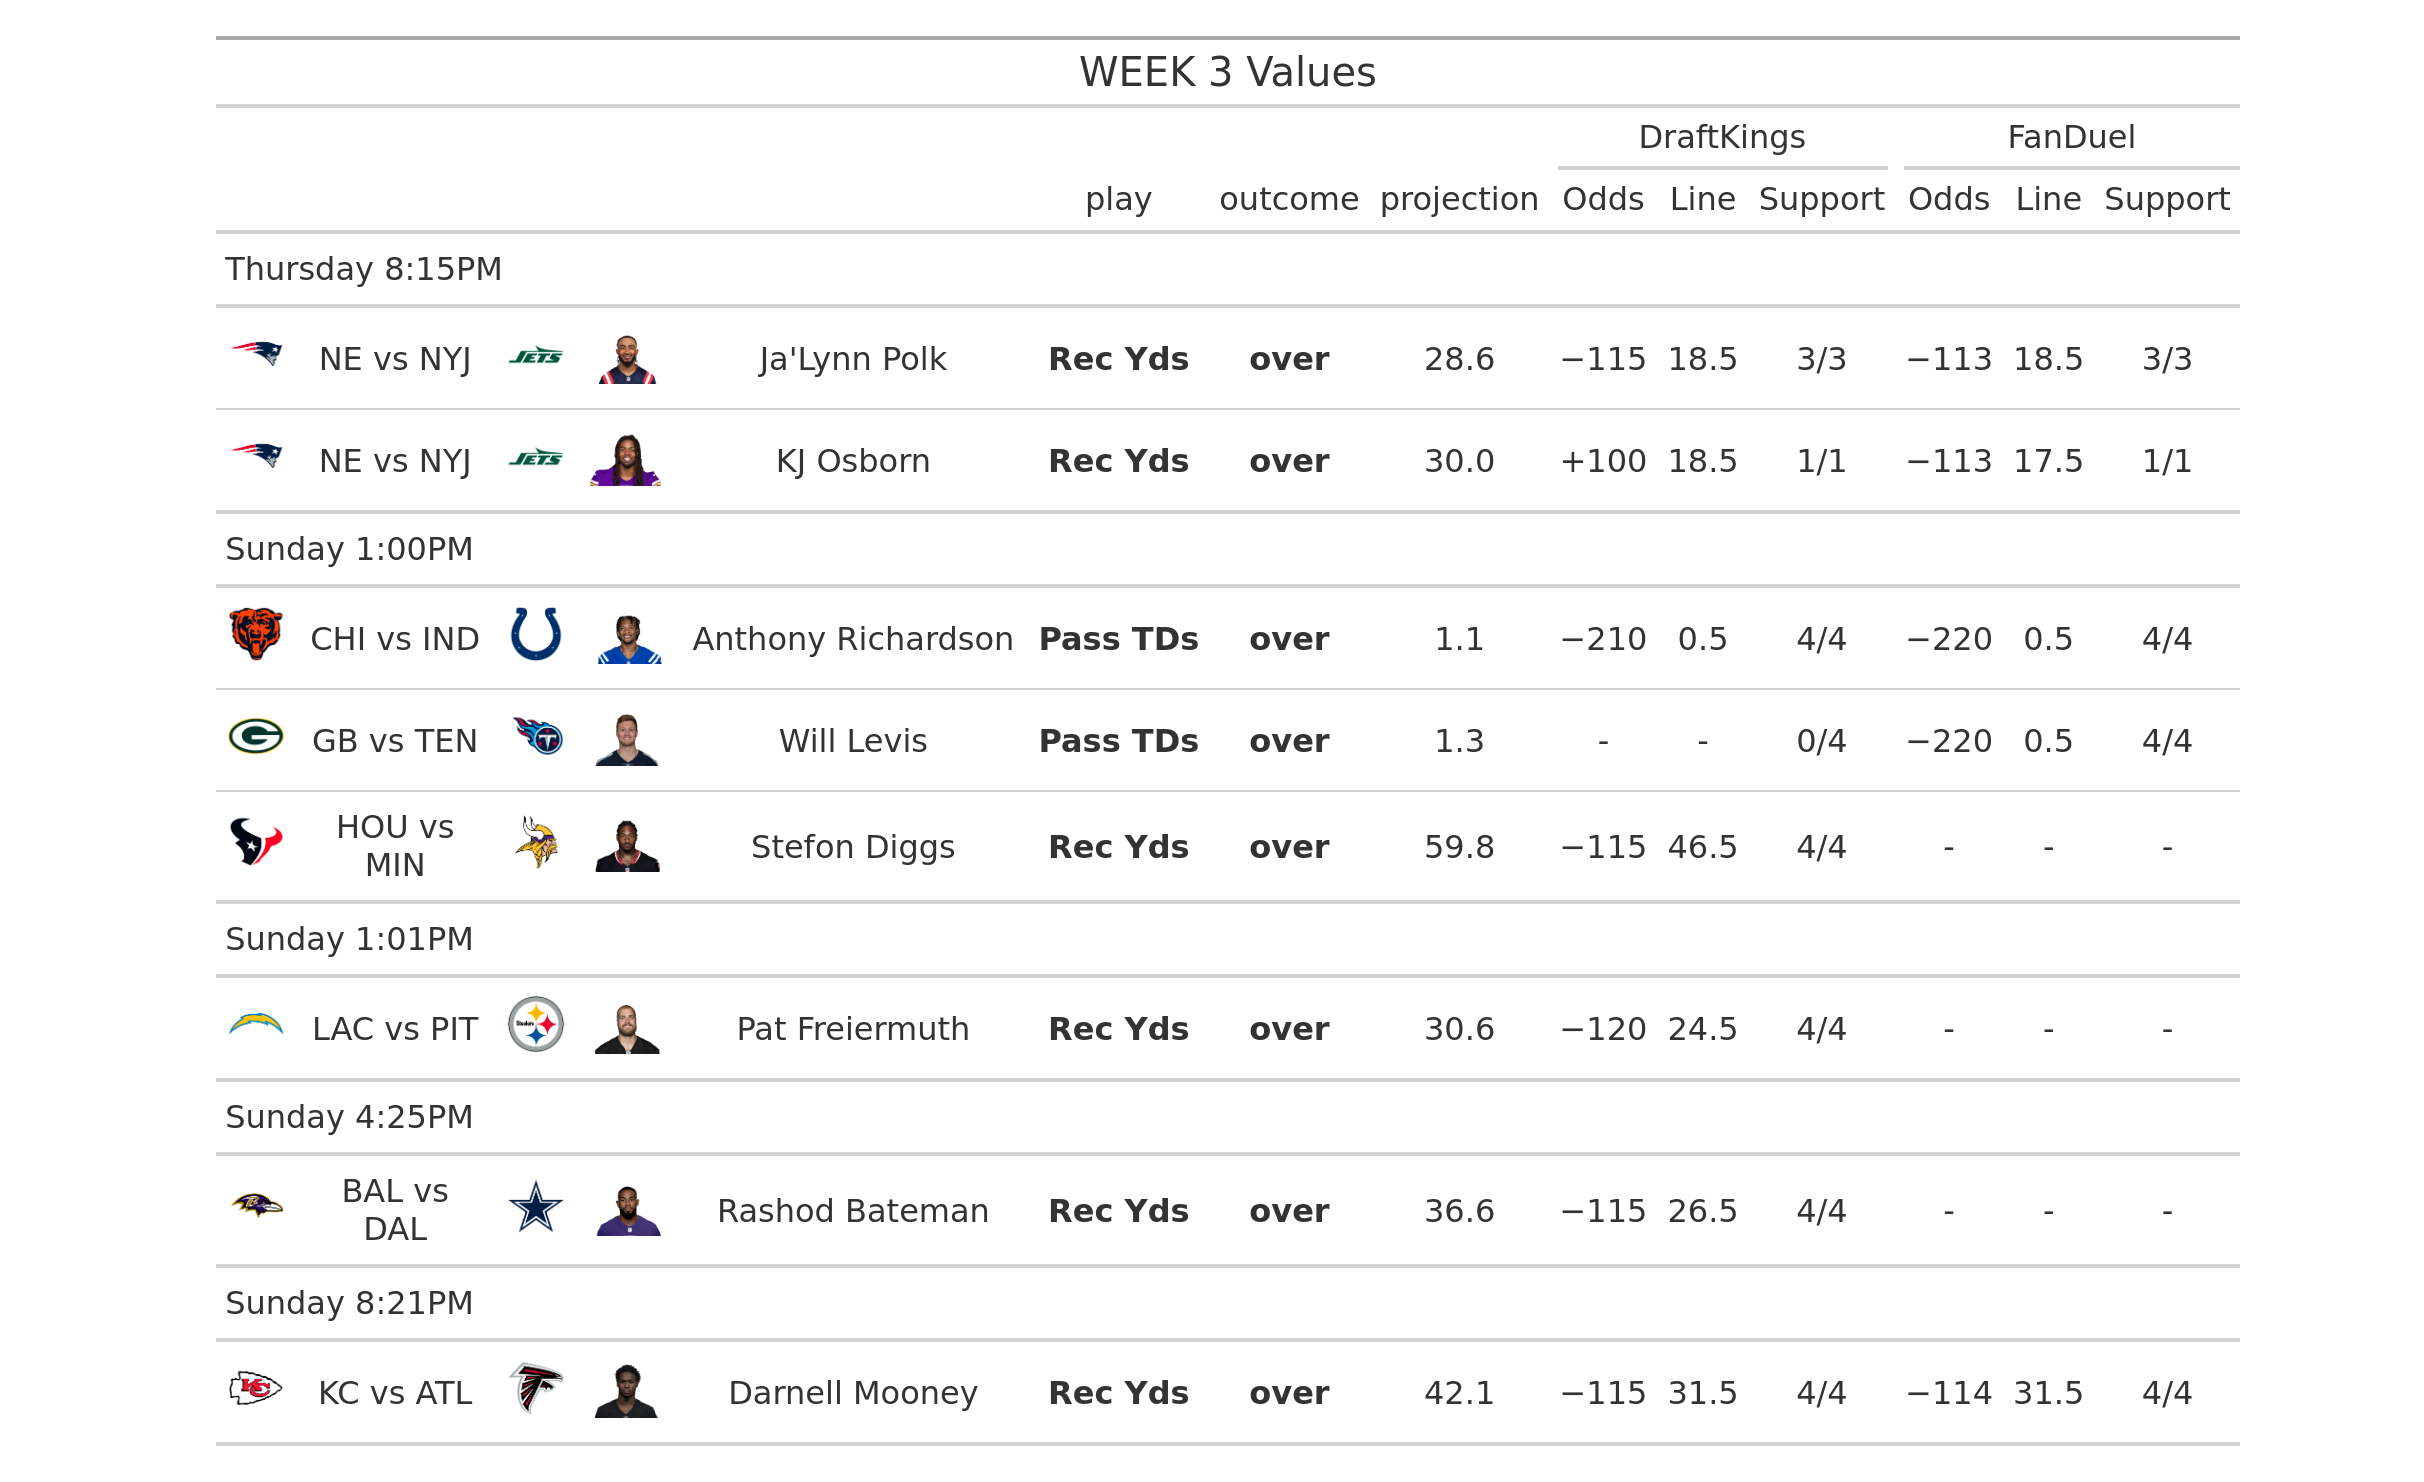 WEEK 3 Values
DraftKings FanDuel
play outcome projection Odds Line Support Odds Line Support
Thursday 8:15PM
NE vs NYJ JETS Ja'Lynn Polk Rec Yds over 28.6 −115 18.5 3/3 −113 18.5 3/3
NE vs NYJ JETS KJ Osborn Rec Yds over 30.0 +100 18.5 1/1 −113 17.5 1/1
Sunday 1:00PM
CHI vs IND Anthony Richardson Pass TDs over 1.1 −210 0.5 4/4 −220 0.5 4/4
G GB vs TEN T Will Levis Pass TDs over 1.3 - - 0/4 −220 0.5 4/4
HOU vs
MIN
Stefon Diggs Rec Yds over 59.8 −115 46.5 4/4 - - -
Sunday 1:01PM
LAC vs PIT Steelers Pat Freiermuth Rec Yds over 30.6 −120 24.5 4/4 - - -
Sunday 4:25PM
BAL vs
DAL
Rashod Bateman Rec Yds over 36.6 −115 26.5 4/4 - - -
Sunday 8:21PM
KC KC vs ATL Darnell Mooney Rec Yds over 42.1 −115 31.5 4/4 −114 31.5 4/4